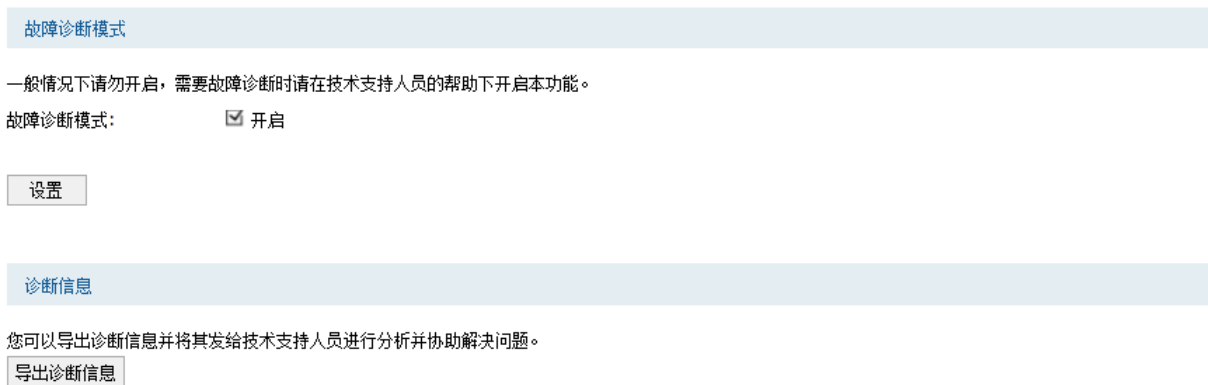 故障诊断模式
一般情况下请勿开启，需要故障诊断时请在技术支持人员的帮助下开启本功能。
故障诊断模式： 开启
设置
诊断信息
您可以导出诊断信息并将其发给技术支持人员进行分析并协助解决问题。
导出诊断信息